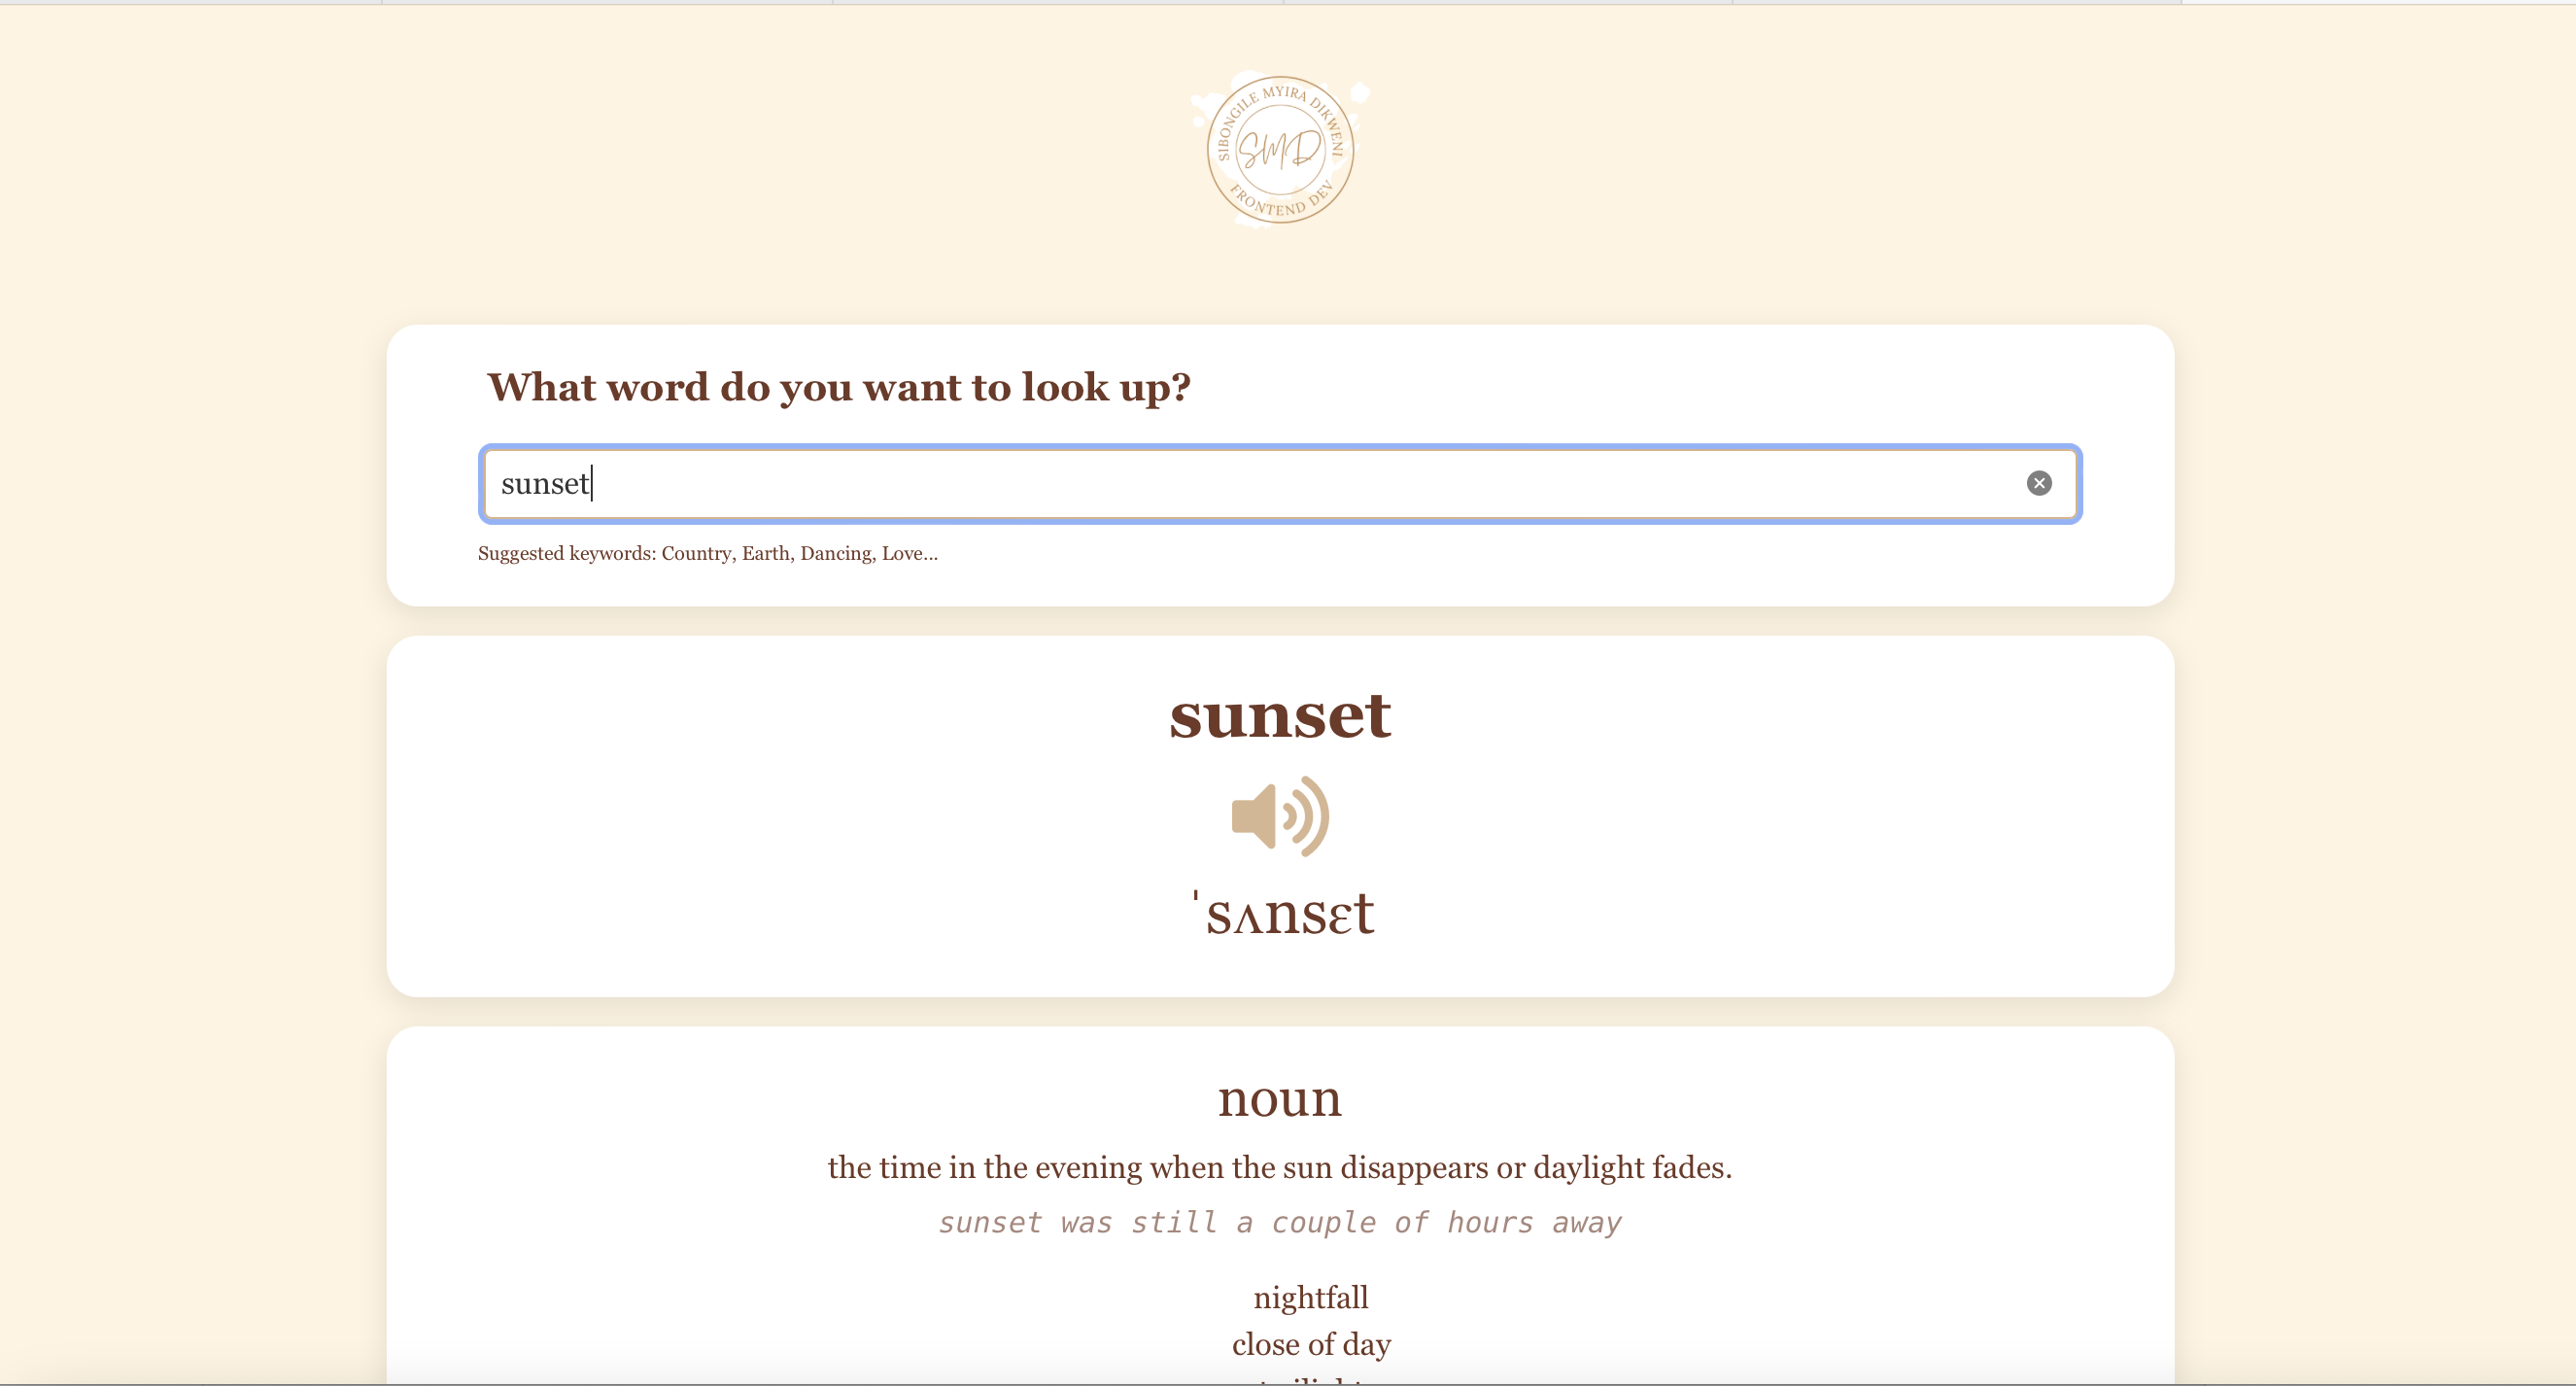 SIBONGILE MYIRA DIKWENI
SMD
FRONTEND DEV
What word do you want to look up?
sunset
Suggested keywords: Country, Earth, Dancing, Love...
sunset
ˈsʌnsɛt
noun
the time in the evening when the sun disappears or daylight fades.
sunset was still a couple of hours away
nightfall
close of day